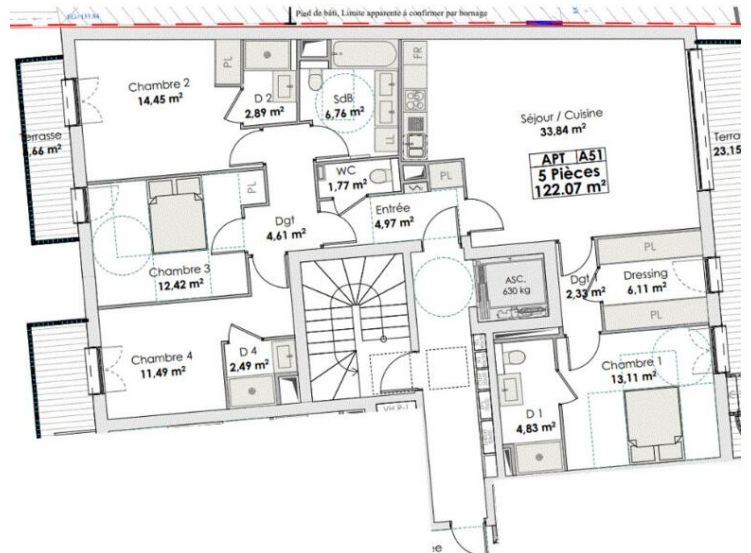 Pied de bâti, Limite apparente à confirmer par bornage
Chambre 2
14,45 m²
PL
D 2
2,89 m²
SdB
6,76 m²
LL
FR
Séjour / Cuisine
33,84 m²
APT A51
5 Pièces
122.07 m²
Terrasse
,66 m²
Terra
23,15
WC
1,77 m²
PL
PL
Entrée
4,97 m²
Dgt
4,61 m²
Chambre 3
12,42 m²
ASC.
630 kg
PL
Dgt 1
2,33 m²
Dressing
6,11 m²
PL
Chambre 4
11,49 m²
D 4
2,49 m²
Chambre 1
13,11 m²
D 1
4,83 m²